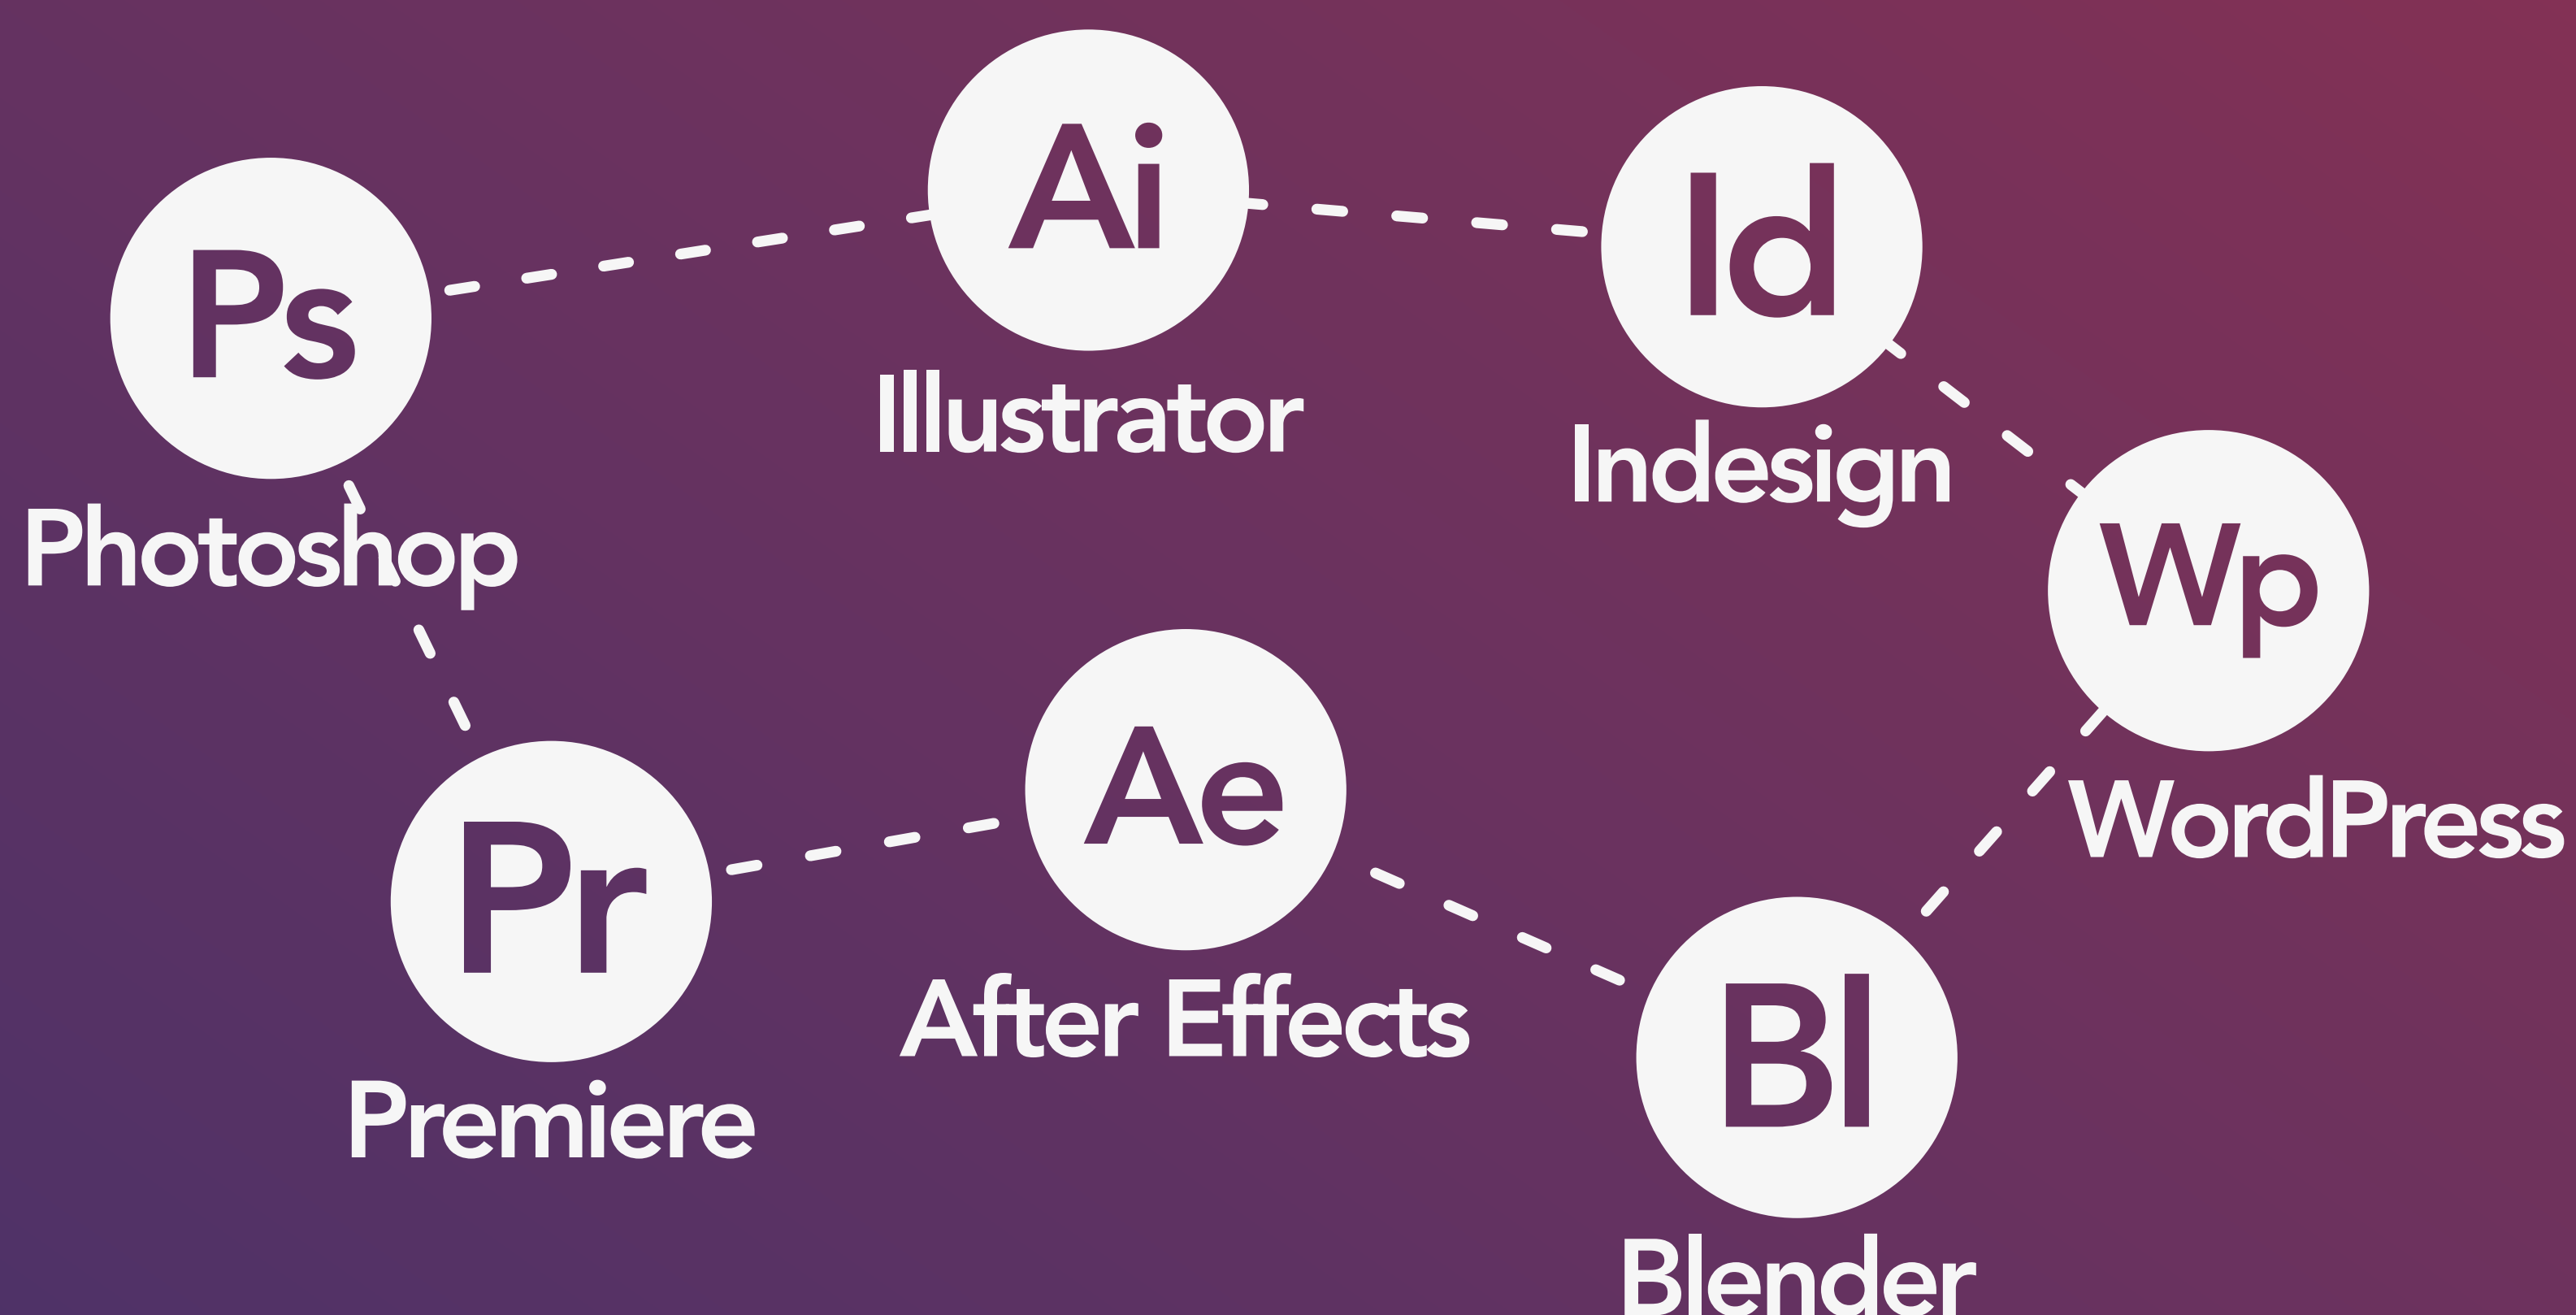 Ps
Photoshop
Ai
Illustrator
Id
Indesign
Wp
WordPress
Pr
Premiere
Ae
After Effects
Bl
Blender